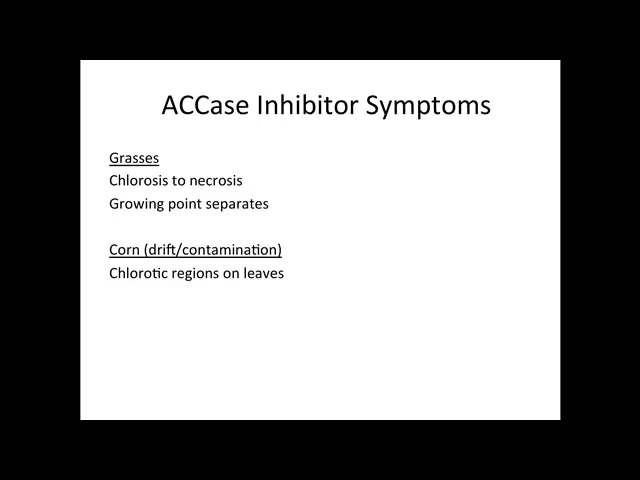 ACCase Inhibitor Symptoms
Grasses
Chlorosis to necrosis
Growing point separates
Corn (drift/contamination)
Chlorotic regions on leaves